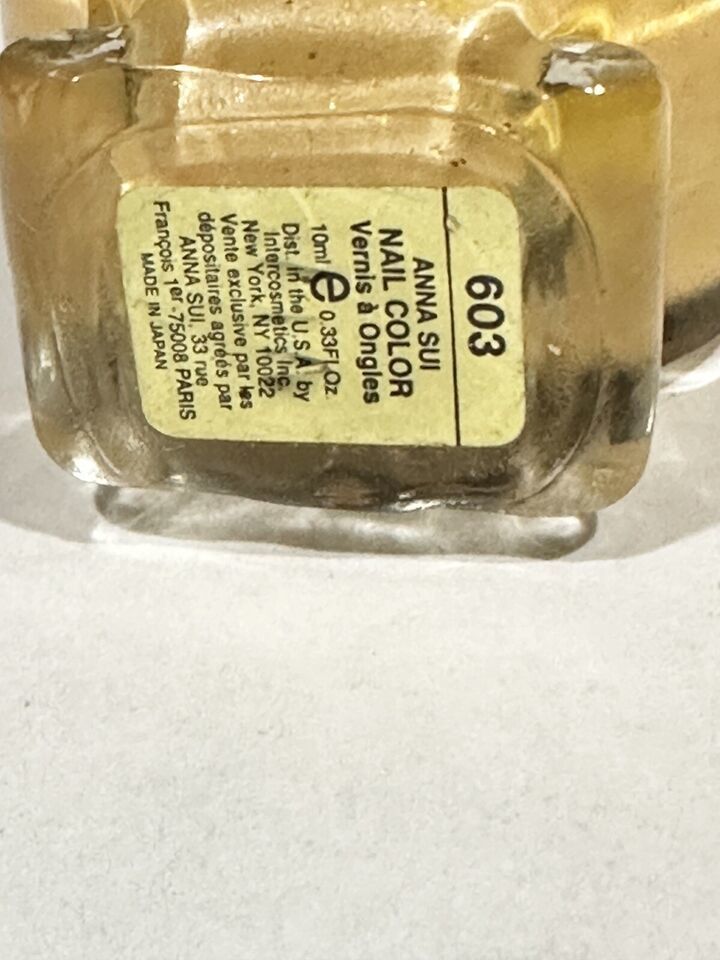 603
ANNA SUI
NAIL COLOR
Vernis à Ongles
10ml e 0.33Fl Oz.
Dist. in the U.S.A. by
Intercosmetics Inc.
New York, NY 10022
Vente exclusive par les
dépositaires agréés par
ANNA SUI, 33 rue
François 1er -75008 PARIS
MADE IN JAPAN